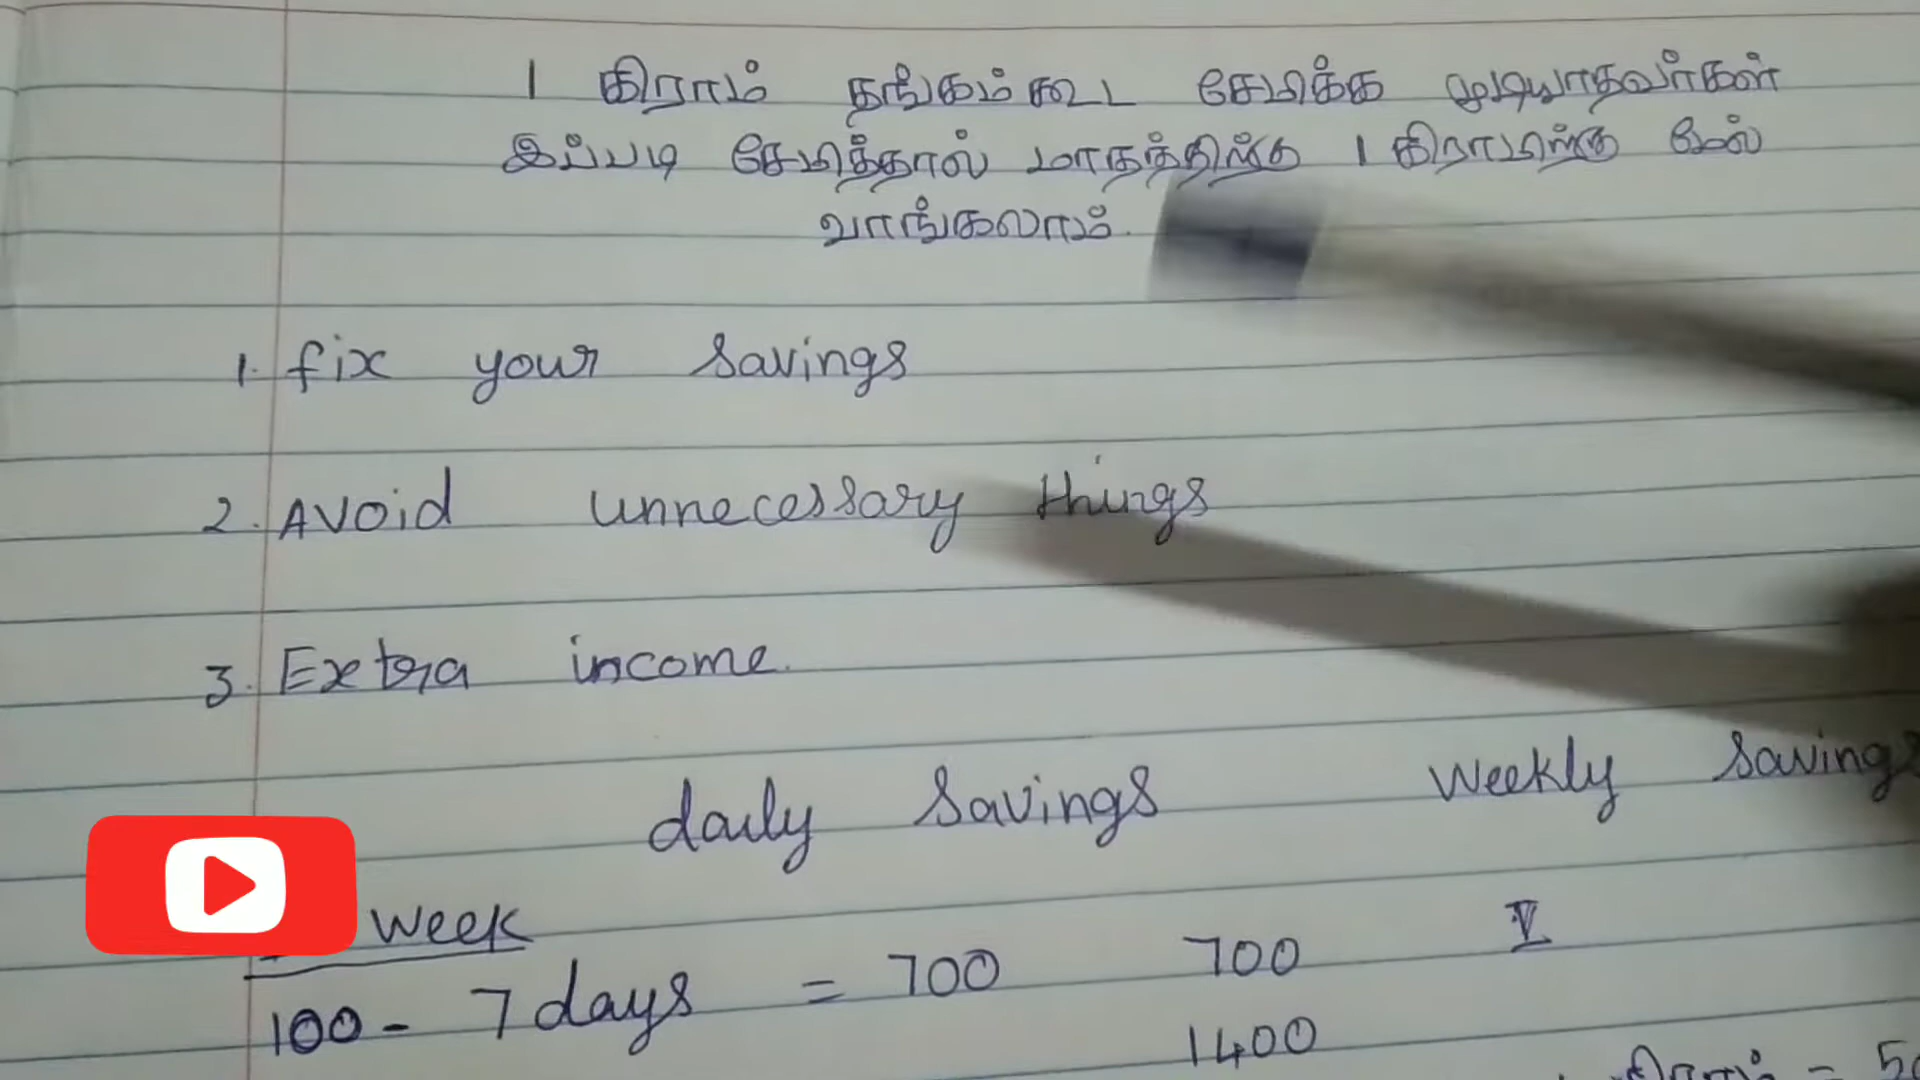 1 கிராம் தங்கம் கூட சேமிக்க முடியாதவர்கள்
இப்படி சேமித்தால் மாதத்திற்கு 1 கிராமிற்கு மேல்
வாங்கலாம்.
1. fix your savings
2. Avoid unnecessary things
3. Extra income.
daily savings weekly savings
week
100 - 7 days = 700 700 V
1400
கிராம் =